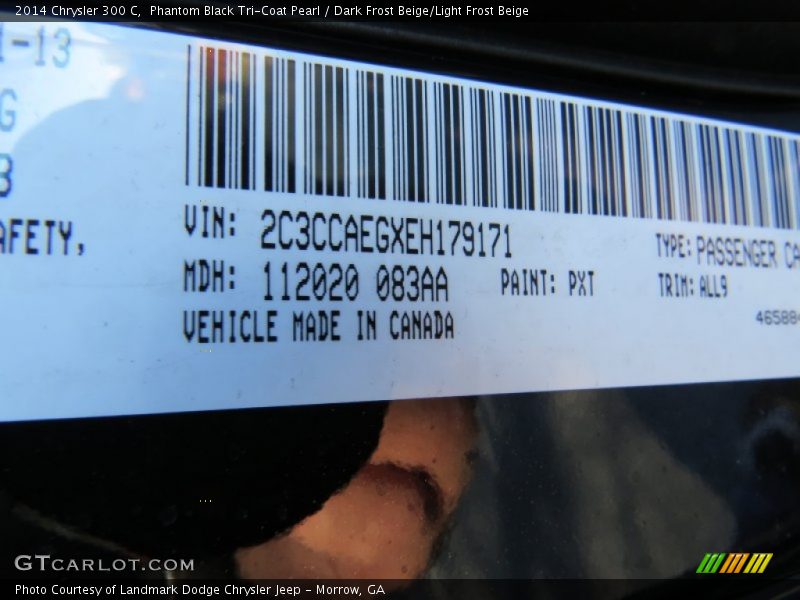 2014 Chrysler 300 C, Phantom Black Tri-Coat Pearl / Dark Frost Beige/Light Frost Beige
-13
G
AFETY,
VIN: 2C3CCAEGXEH179171
TYPE: PASSENGER CA
MDH: 112020 083AA
PAINT: PXT
TRIM: ALL9
VEHICLE MADE IN CANADA
46588
GTCARLOT.COM
Photo Courtesy of Landmark Dodge Chrysler Jeep - Morrow, GA